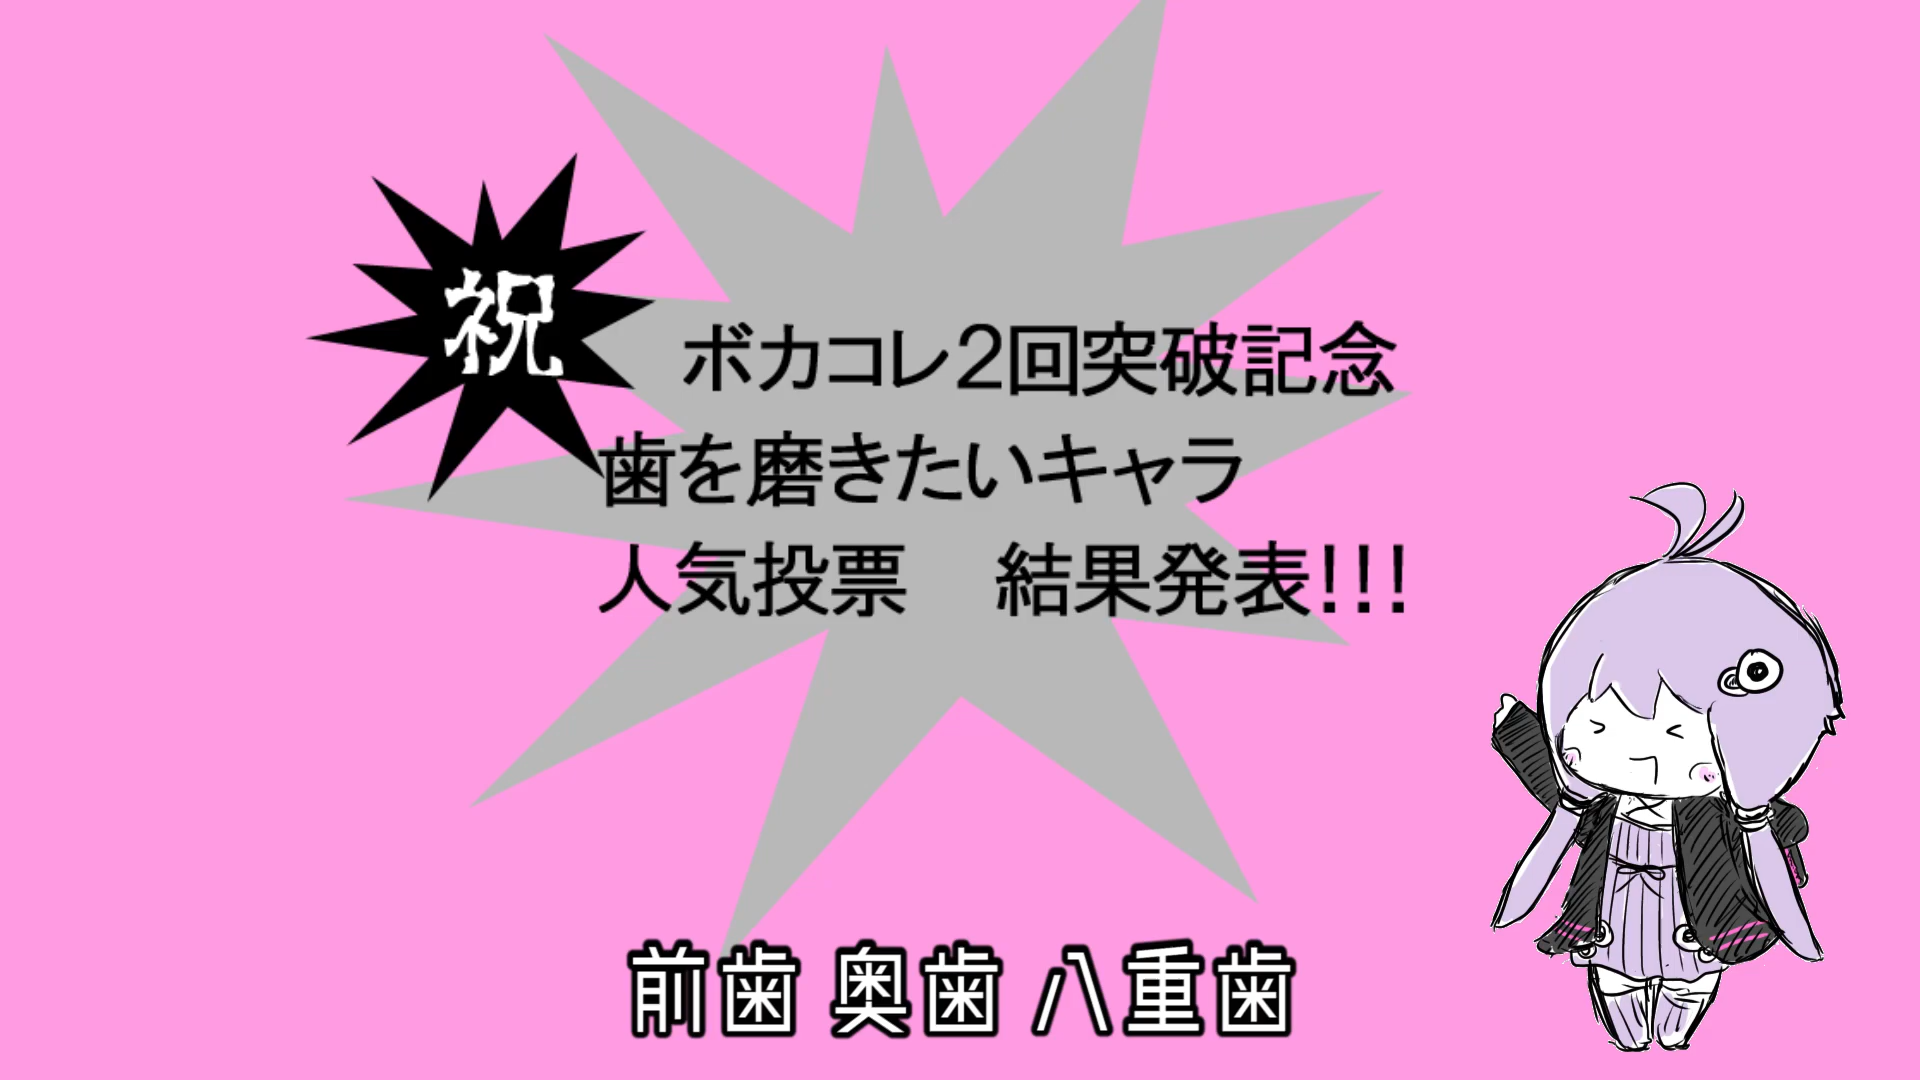 祝
ボカコレ2回突破記念
歯を磨きたいキャラ
人気投票　結果発表!!!
前歯 奥歯 八重歯